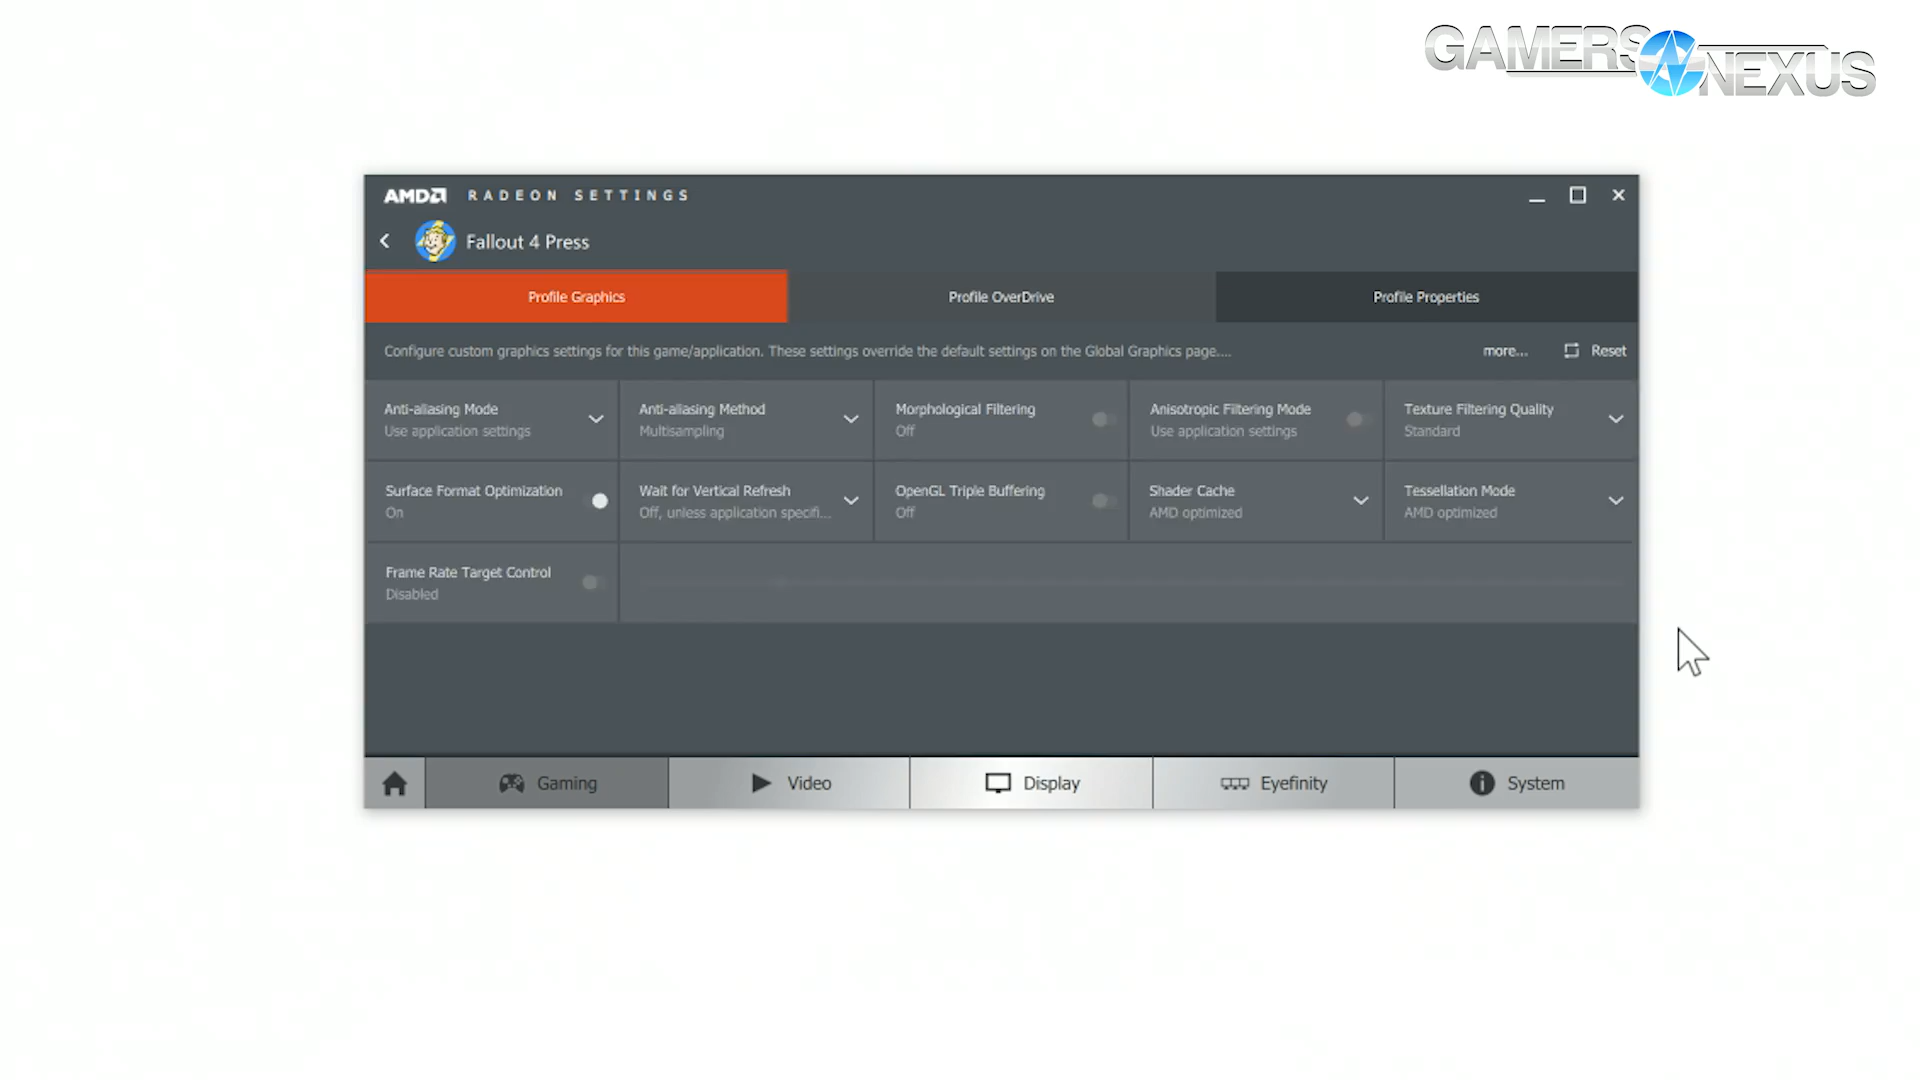 GAMERS NEXUS
AMD RADEON SETTINGS
Fallout 4 Press
Profile Graphics
Profile OverDrive
Profile Properties
Configure custom graphics settings for this game/application. These settings override the default settings on the Global Graphics page....
more...
Reset
Anti-aliasing Mode
Use application settings
Anti-aliasing Method
Multisampling
Morphological Filtering
Off
Anisotropic Filtering Mode
Use application settings
Texture Filtering Quality
Standard
Surface Format Optimization
On
Wait for Vertical Refresh
Off, unless application specifi...
OpenGL Triple Buffering
Off
Shader Cache
AMD optimized
Tessellation Mode
AMD optimized
Frame Rate Target Control
Disabled
Gaming
Video
Display
Eyefinity
System